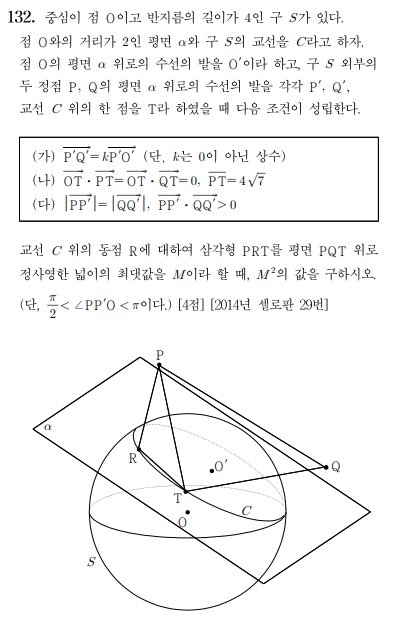 132. 중심이 점 O이고 반지름의 길이가 4인 구 S가 있다.
점 O와의 거리가 2인 평면 α와 구 S의 교선을 C라고 하자.
점 O의 평면 α 위로의 수선의 발을 O′이라 하고, 구 S 외부의
두 정점 P, Q의 평면 α 위로의 수선의 발을 각각 P′, Q′,
교선 C 위의 한 점을 T라 하였을 때 다음 조건이 성립한다.
(가) $\overrightarrow{P'Q'}=k\overrightarrow{P'O'}$ (단, k는 0이 아닌 상수)
(나) $\overrightarrow{OT}\cdot\overrightarrow{PT}=\overrightarrow{OT}\cdot\overrightarrow{QT}=0$, $\overline{PT}=4\sqrt{7}$
(다) $|\overrightarrow{PP'}|=|\overrightarrow{QQ'}|$, $\overrightarrow{PP'}\cdot\overrightarrow{QQ'}>0$
교선 C 위의 동점 R에 대하여 삼각형 PRT를 평면 PQT 위로
정사영한 넓이의 최댓값을 M이라 할 때, M²의 값을 구하시오.
(단, $\frac{\pi}{2}<\angle PP'O<\pi$이다.) [4점] [2014년 셀로판 29번]
P
α
R
O′
Q
T
C
O
S